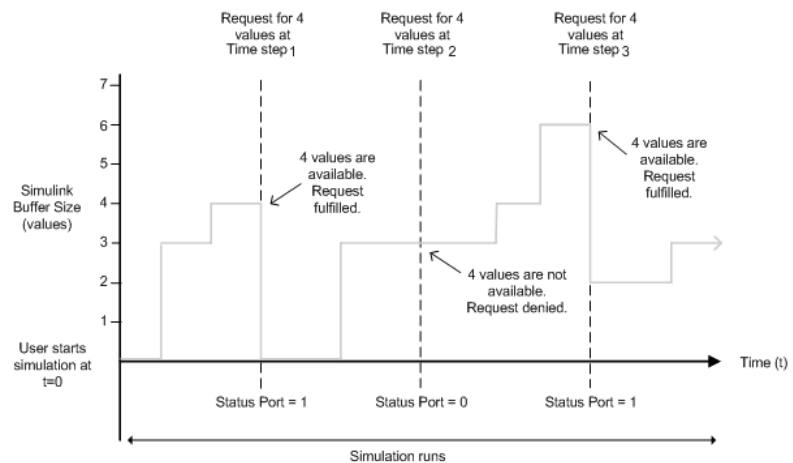 Request for 4
values at
Time step 1
Request for 4
values at
Time step 2
Request for 4
values at
Time step 3
7
6
5
4
3
2
1
Simulink
Buffer Size
(values)
4 values are
available.
Request
fulfilled.
4 values are not
available.
Request denied.
4 values are
available.
Request
fulfilled.
User starts
simulation at
t=0
Time (t)
Status Port = 1
Status Port = 0
Status Port = 1
Simulation runs